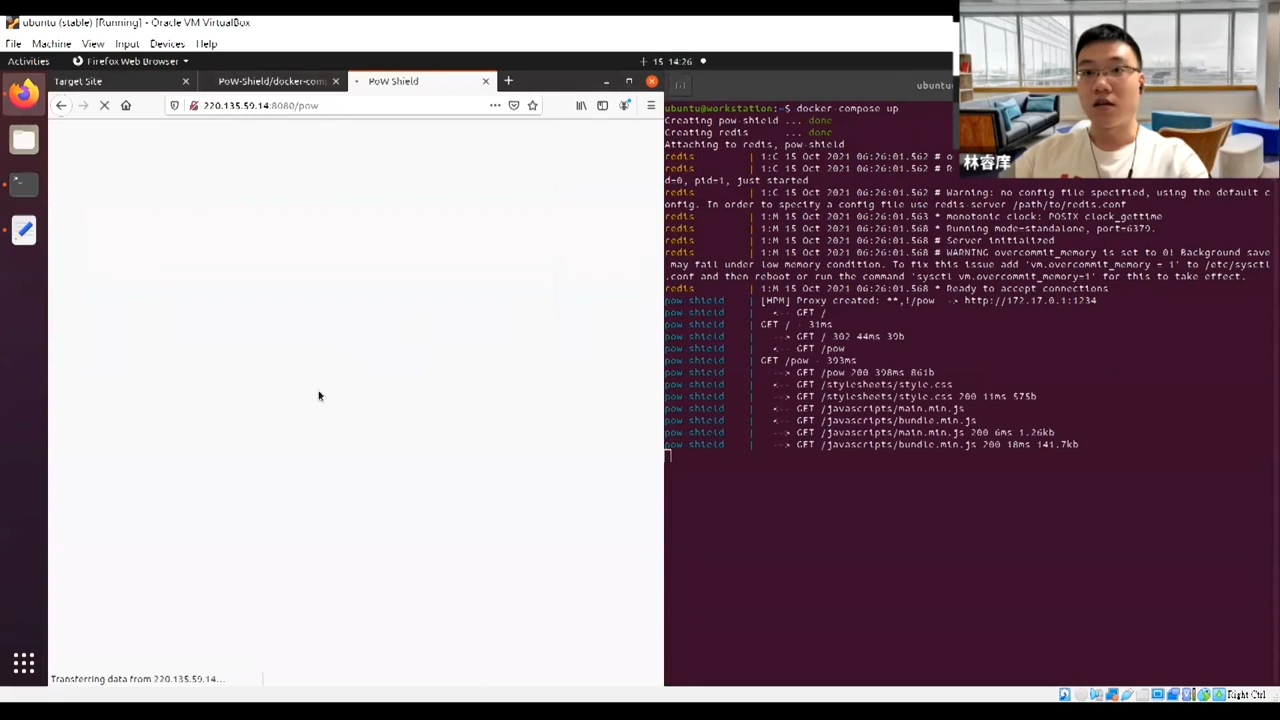 ubuntu (stable) [Running] - Oracle VM VirtualBox
File Machine View Input Devices Help
Activities Firefox Web Browser 15 14:26
Target Site PoW-Shield/docker-com PoW Shield
220.135.59.14:8080/pow
ubuntu
ubuntu@workstation:~$ docker-compose up
Creating pow-shield ... done
Creating redis ... done
Attaching to redis, pow-shield
redis | 1:C 15 Oct 2021 06:26:01.562 #
redis | 1:C 15 Oct 2021 06:26:01.562 # R
d=0, pid=1, just started
redis | 1:C 15 Oct 2021 06:26:01.562 # Warning: no config file specified, using the default c
onfig. In order to specify a config file use redis-server /path/to/redis.conf
redis | 1:M 15 Oct 2021 06:26:01.563 * monotonic clock: POSIX clock_gettime
redis | 1:M 15 Oct 2021 06:26:01.568 * Running mode=standalone, port=6379.
redis | 1:M 15 Oct 2021 06:26:01.568 # Server initialized
redis | 1:M 15 Oct 2021 06:26:01.568 # WARNING overcommit_memory is set to 0! Background save
may fail under low memory condition. To fix this issue add 'vm.overcommit_memory = 1' to /etc/sysctl
.conf and then reboot or run the command 'sysctl vm.overcommit_memory=1' for this to take effect.
redis | 1:M 15 Oct 2021 06:26:01.568 * Ready to accept connections
pow-shield | [HPM] Proxy created: **,!/pow -> http://172.17.0.1:1234
pow-shield | <-- GET /
pow-shield | GET / - 31ms
pow-shield | --> GET / 302 44ms 39b
pow-shield | <-- GET /pow
pow-shield | GET /pow - 393ms
pow-shield | --> GET /pow 200 398ms 861b
pow-shield | <-- GET /stylesheets/style.css
pow-shield | --> GET /stylesheets/style.css 200 11ms 575b
pow-shield | <-- GET /javascripts/main.min.js
pow-shield | <-- GET /javascripts/bundle.min.js
pow-shield | --> GET /javascripts/main.min.js 200 6ms 1.26kb
pow-shield | --> GET /javascripts/bundle.min.js 200 18ms 141.7kb
林睿庠
Transferring data from 220.135.59.14...
Right Ctrl